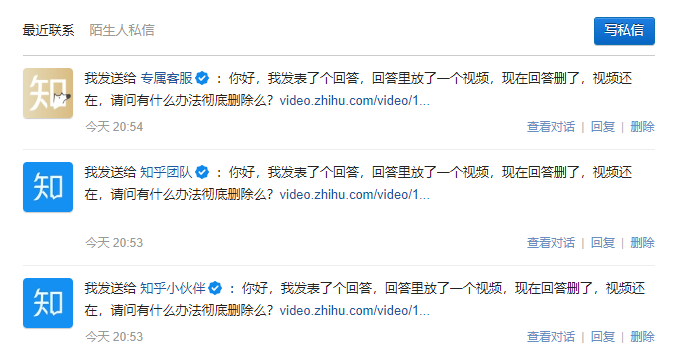 最近联系 陌生人私信 写私信
知 我发送给 专属客服 ：你好，我发表了个回答，回答里放了一个视频，现在回答删了，视频还
在，请问有什么办法彻底删除么？video.zhihu.com/video/1...
今天 20:54 查看对话 | 回复 | 删除
知 我发送给 知乎团队 ：你好，我发表了个回答，回答里放了一个视频，现在回答删了，视频还
在，请问有什么办法彻底删除么？video.zhihu.com/video/1...
今天 20:53 查看对话 | 回复 | 删除
知 我发送给 知乎小伙伴 ：你好，我发表了个回答，回答里放了一个视频，现在回答删了，视频还
在，请问有什么办法彻底删除么？video.zhihu.com/video/1...
今天 20:53 查看对话 | 回复 | 删除